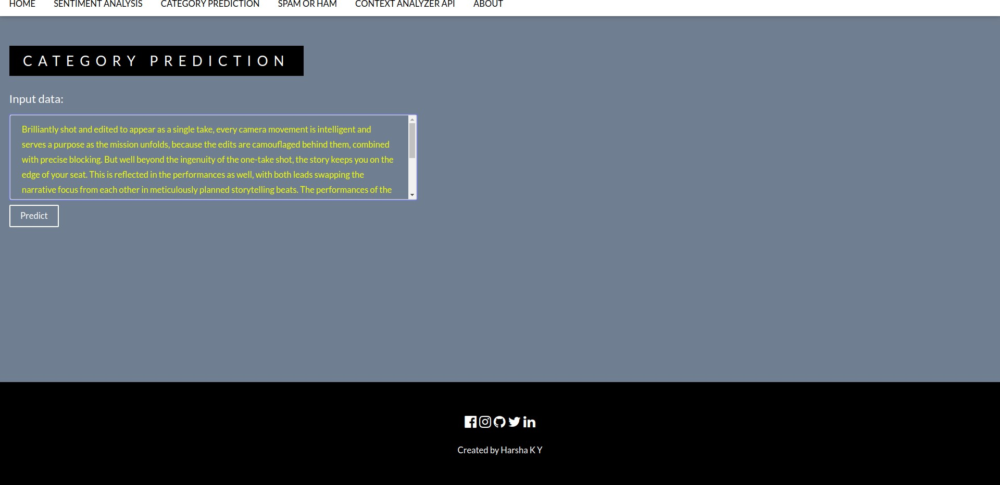 HOME SENTIMENT ANALYSIS CATEGORY PREDICTION SPAM OR HAM CONTEXT ANALYZER API ABOUT
CATEGORY PREDICTION
Input data:
Brilliantly shot and edited to appear as a single take, every camera movement is intelligent and
serves a purpose as the mission unfolds, because the edits are camouflaged behind them, combined
with precise blocking. But well beyond the ingenuity of the one-take shot, the story keeps you on the
edge of your seat. This is reflected in the performances as well, with both leads swapping the
narrative focus from each other in meticulously planned storytelling beats. The performances of the
Predict
Created by Harsha K Y